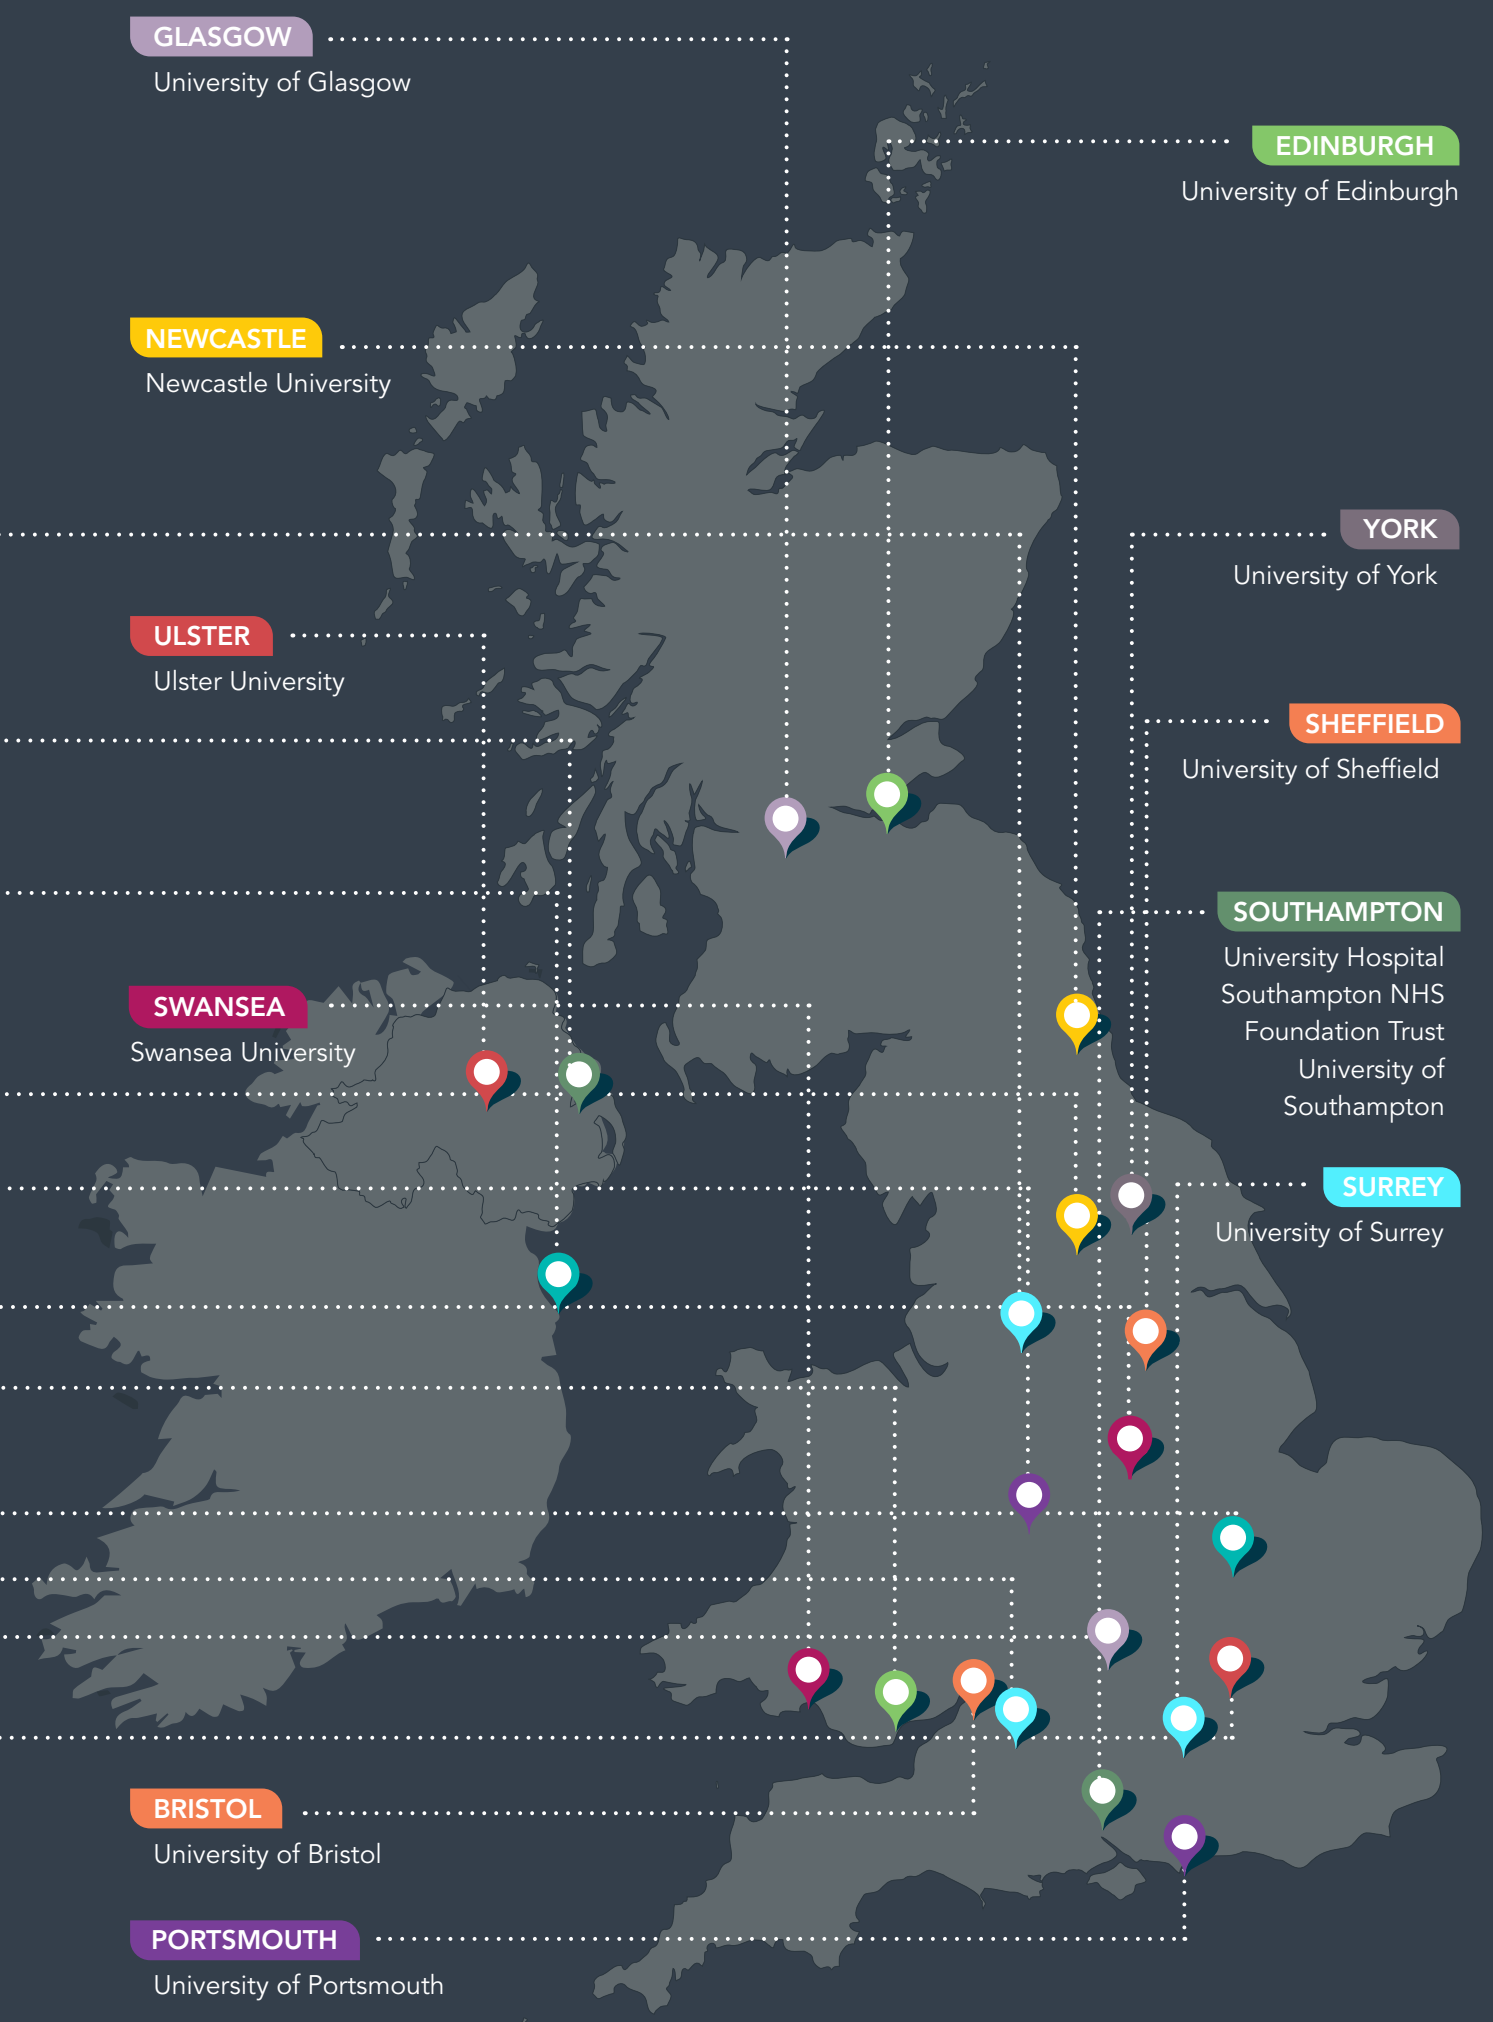 GLASGOW
University of Glasgow
EDINBURGH
University of Edinburgh
NEWCASTLE
Newcastle University
YORK
University of York
ULSTER
Ulster University
SHEFFIELD
University of Sheffield
SOUTHAMPTON
University Hospital
Southampton NHS
Foundation Trust
University of
Southampton
SWANSEA
Swansea University
SURREY
University of Surrey
BRISTOL
University of Bristol
PORTSMOUTH
University of Portsmouth